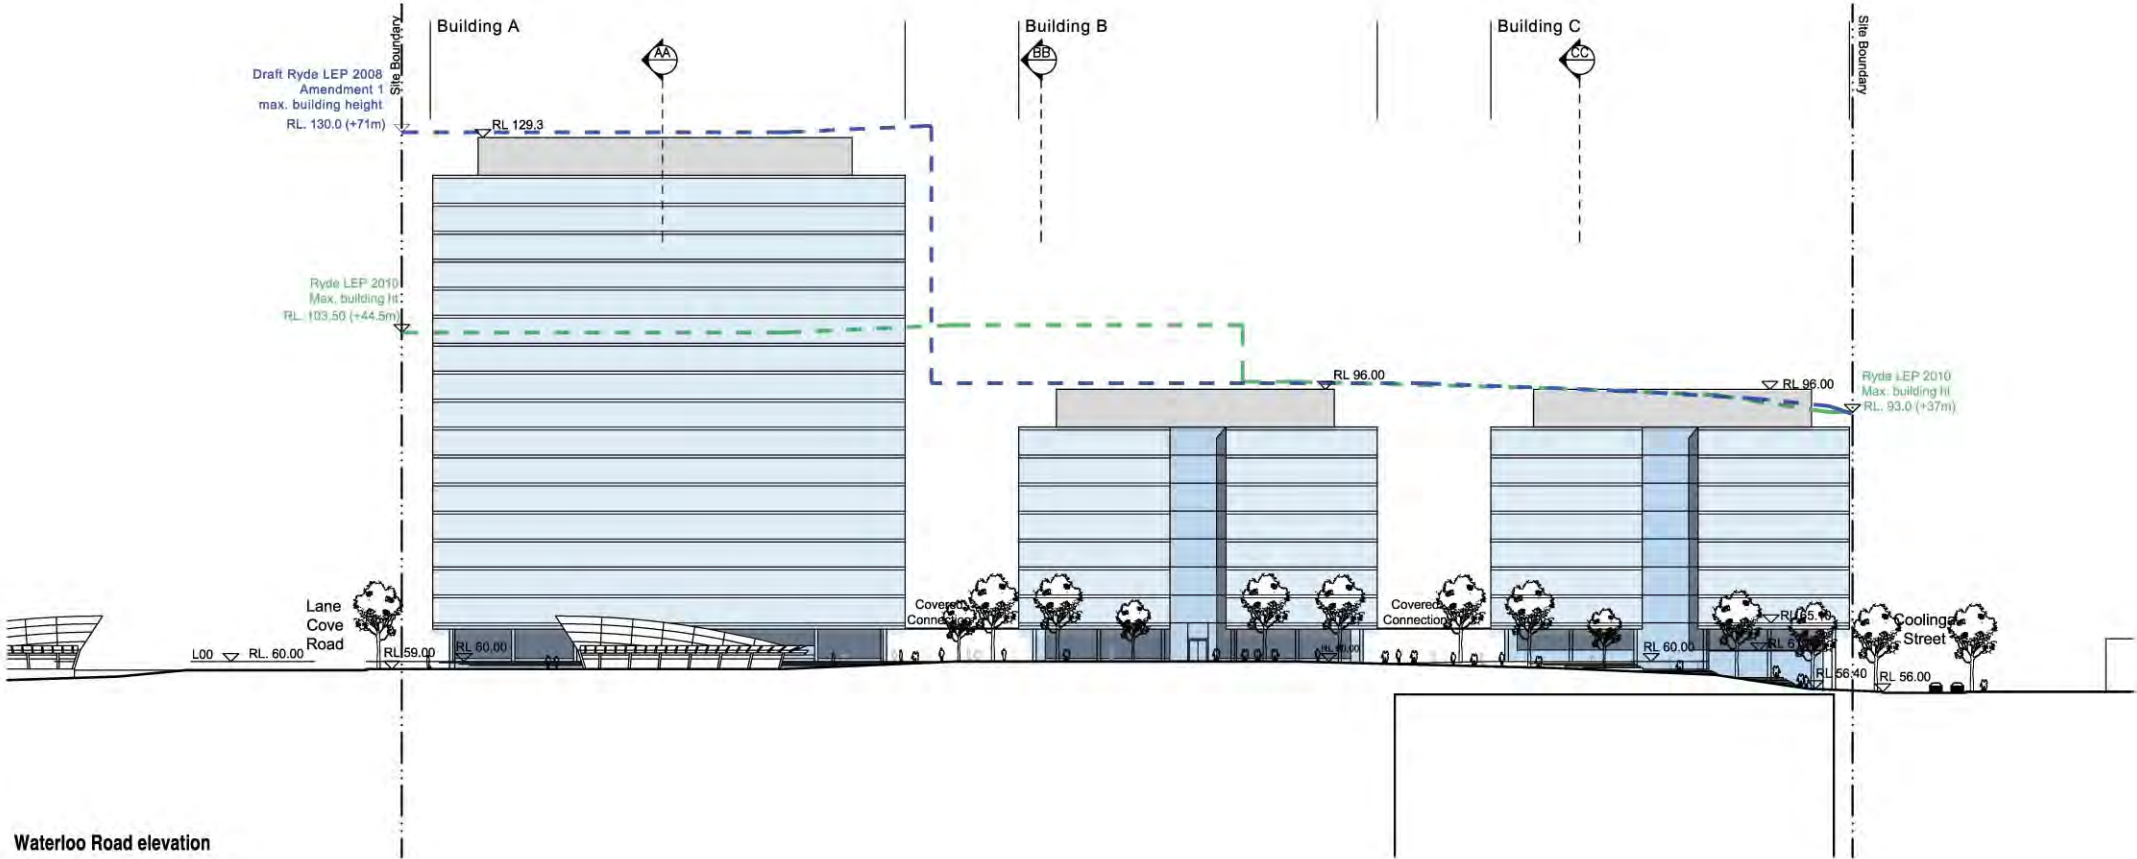 Building A
Building B
Building C
Site Boundary
Site Boundary
AA
BB
CC
Draft Ryde LEP 2008
Amendment 1
max. building height
RL. 130.0 (+71m)
RL 129.3
Ryde LEP 2010
Max. building ht
RL. 103.50 (+44.5m)
RL 96.00
RL 96.00
Ryde LEP 2010
Max. building ht
RL. 93.0 (+37m)
Lane
Cove
Road
Covered
Connection
Covered
Connection
Coolinga
Street
L00
RL. 60.00
RL 59.00
RL 60.00
RL 60.00
RL 56.40
RL 56.00
Waterloo Road elevation